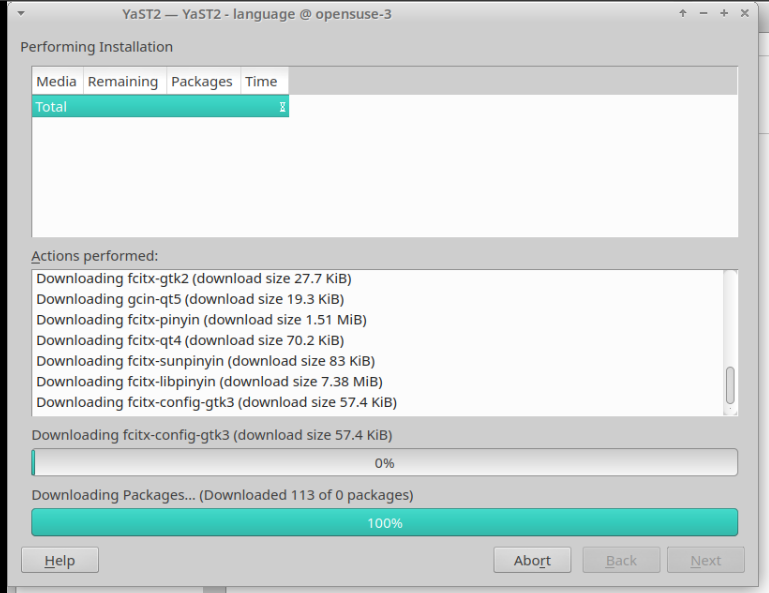 YaST2 — YaST2 - language @ opensuse-3
Performing Installation
Media Remaining Packages Time
Total
Actions performed:
Downloading fcitx-gtk2 (download size 27.7 KiB)
Downloading gcin-qt5 (download size 19.3 KiB)
Downloading fcitx-pinyin (download size 1.51 MiB)
Downloading fcitx-qt4 (download size 70.2 KiB)
Downloading fcitx-sunpinyin (download size 83 KiB)
Downloading fcitx-libpinyin (download size 7.38 MiB)
Downloading fcitx-config-gtk3 (download size 57.4 KiB)
Downloading fcitx-config-gtk3 (download size 57.4 KiB)
0%
Downloading Packages... (Downloaded 113 of 0 packages)
100%
Help Abort Back Next